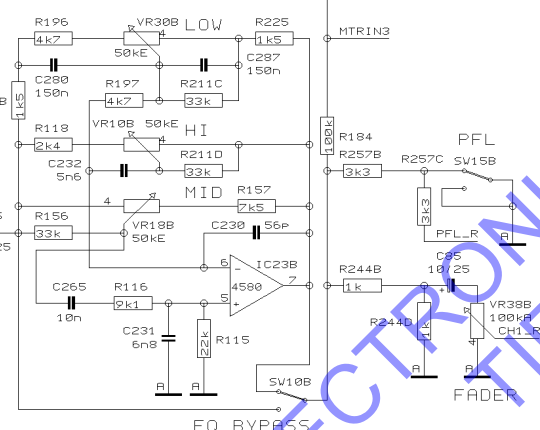 R196
VR30B
LOW
R225
4k7
4
1k5
MTRIN3
50kE
C280
150n
C287
150n
R197
R211C
B
1k5
4k7
33k
R118
VR10B
50kE
HI
100k
R184
PFL
2k4
4
R257B
R257C
SW15B
C232
5n6
R211D
33k
3k3
MID
R157
4
7k5
3k3
R156
VR18B
C230
56p
PFL_R
A
33k
50kE
25
6
IC23B
C85
10/25
R244B
C265
R116
4580
7
1k
+
VR38B
100kA
10n
9k1
5
R244D
1k
CH1_R
C231
6n8
22k
R115
4
A
A
SW10B
A
A
FADER
EQ BYPASS
ECTRONI
TIF